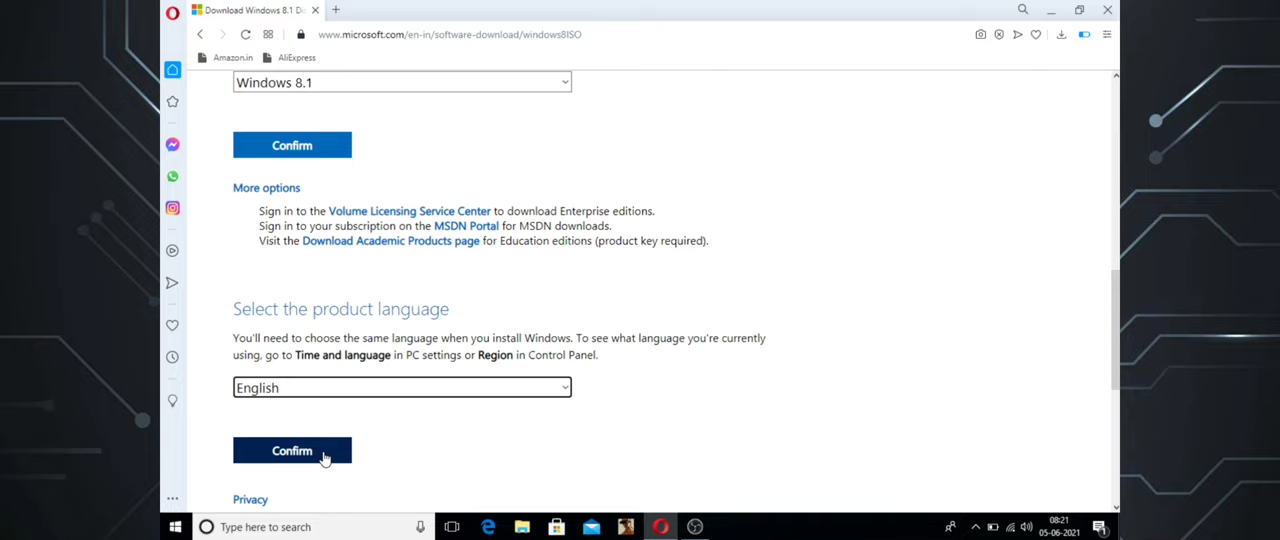 Download Windows 8.1 Di
www.microsoft.com/en-in/software-download/windows8ISO
Amazon.in
AliExpress
Windows 8.1
Confirm
More options
Sign in to the Volume Licensing Service Center to download Enterprise editions.
Sign in to your subscription on the MSDN Portal for MSDN downloads.
Visit the Download Academic Products page for Education editions (product key required).
Select the product language
You'll need to choose the same language when you install Windows. To see what language you're currently
using, go to Time and language in PC settings or Region in Control Panel.
English
Confirm
Privacy
Type here to search
08:21
05-06-2021
1